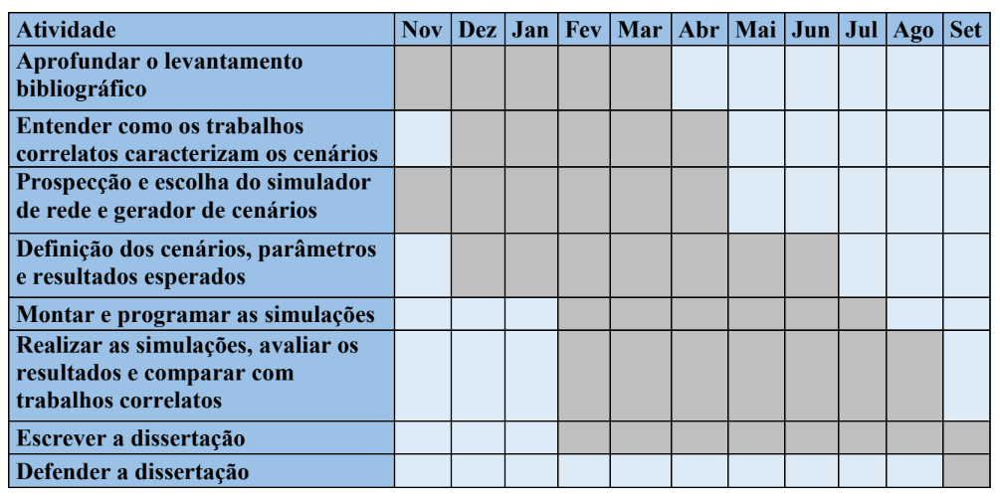 Atividade Nov Dez Jan Fev Mar Abr Mai Jun Jul Ago Set
Aprofundar o levantamento
bibliográfico
Entender como os trabalhos
correlatos caracterizam os cenários
Prospecção e escolha do simulador
de rede e gerador de cenários
Definição dos cenários, parâmetros
e resultados esperados
Montar e programar as simulações
Realizar as simulações, avaliar os
resultados e comparar com
trabalhos correlatos
Escrever a dissertação
Defender a dissertação